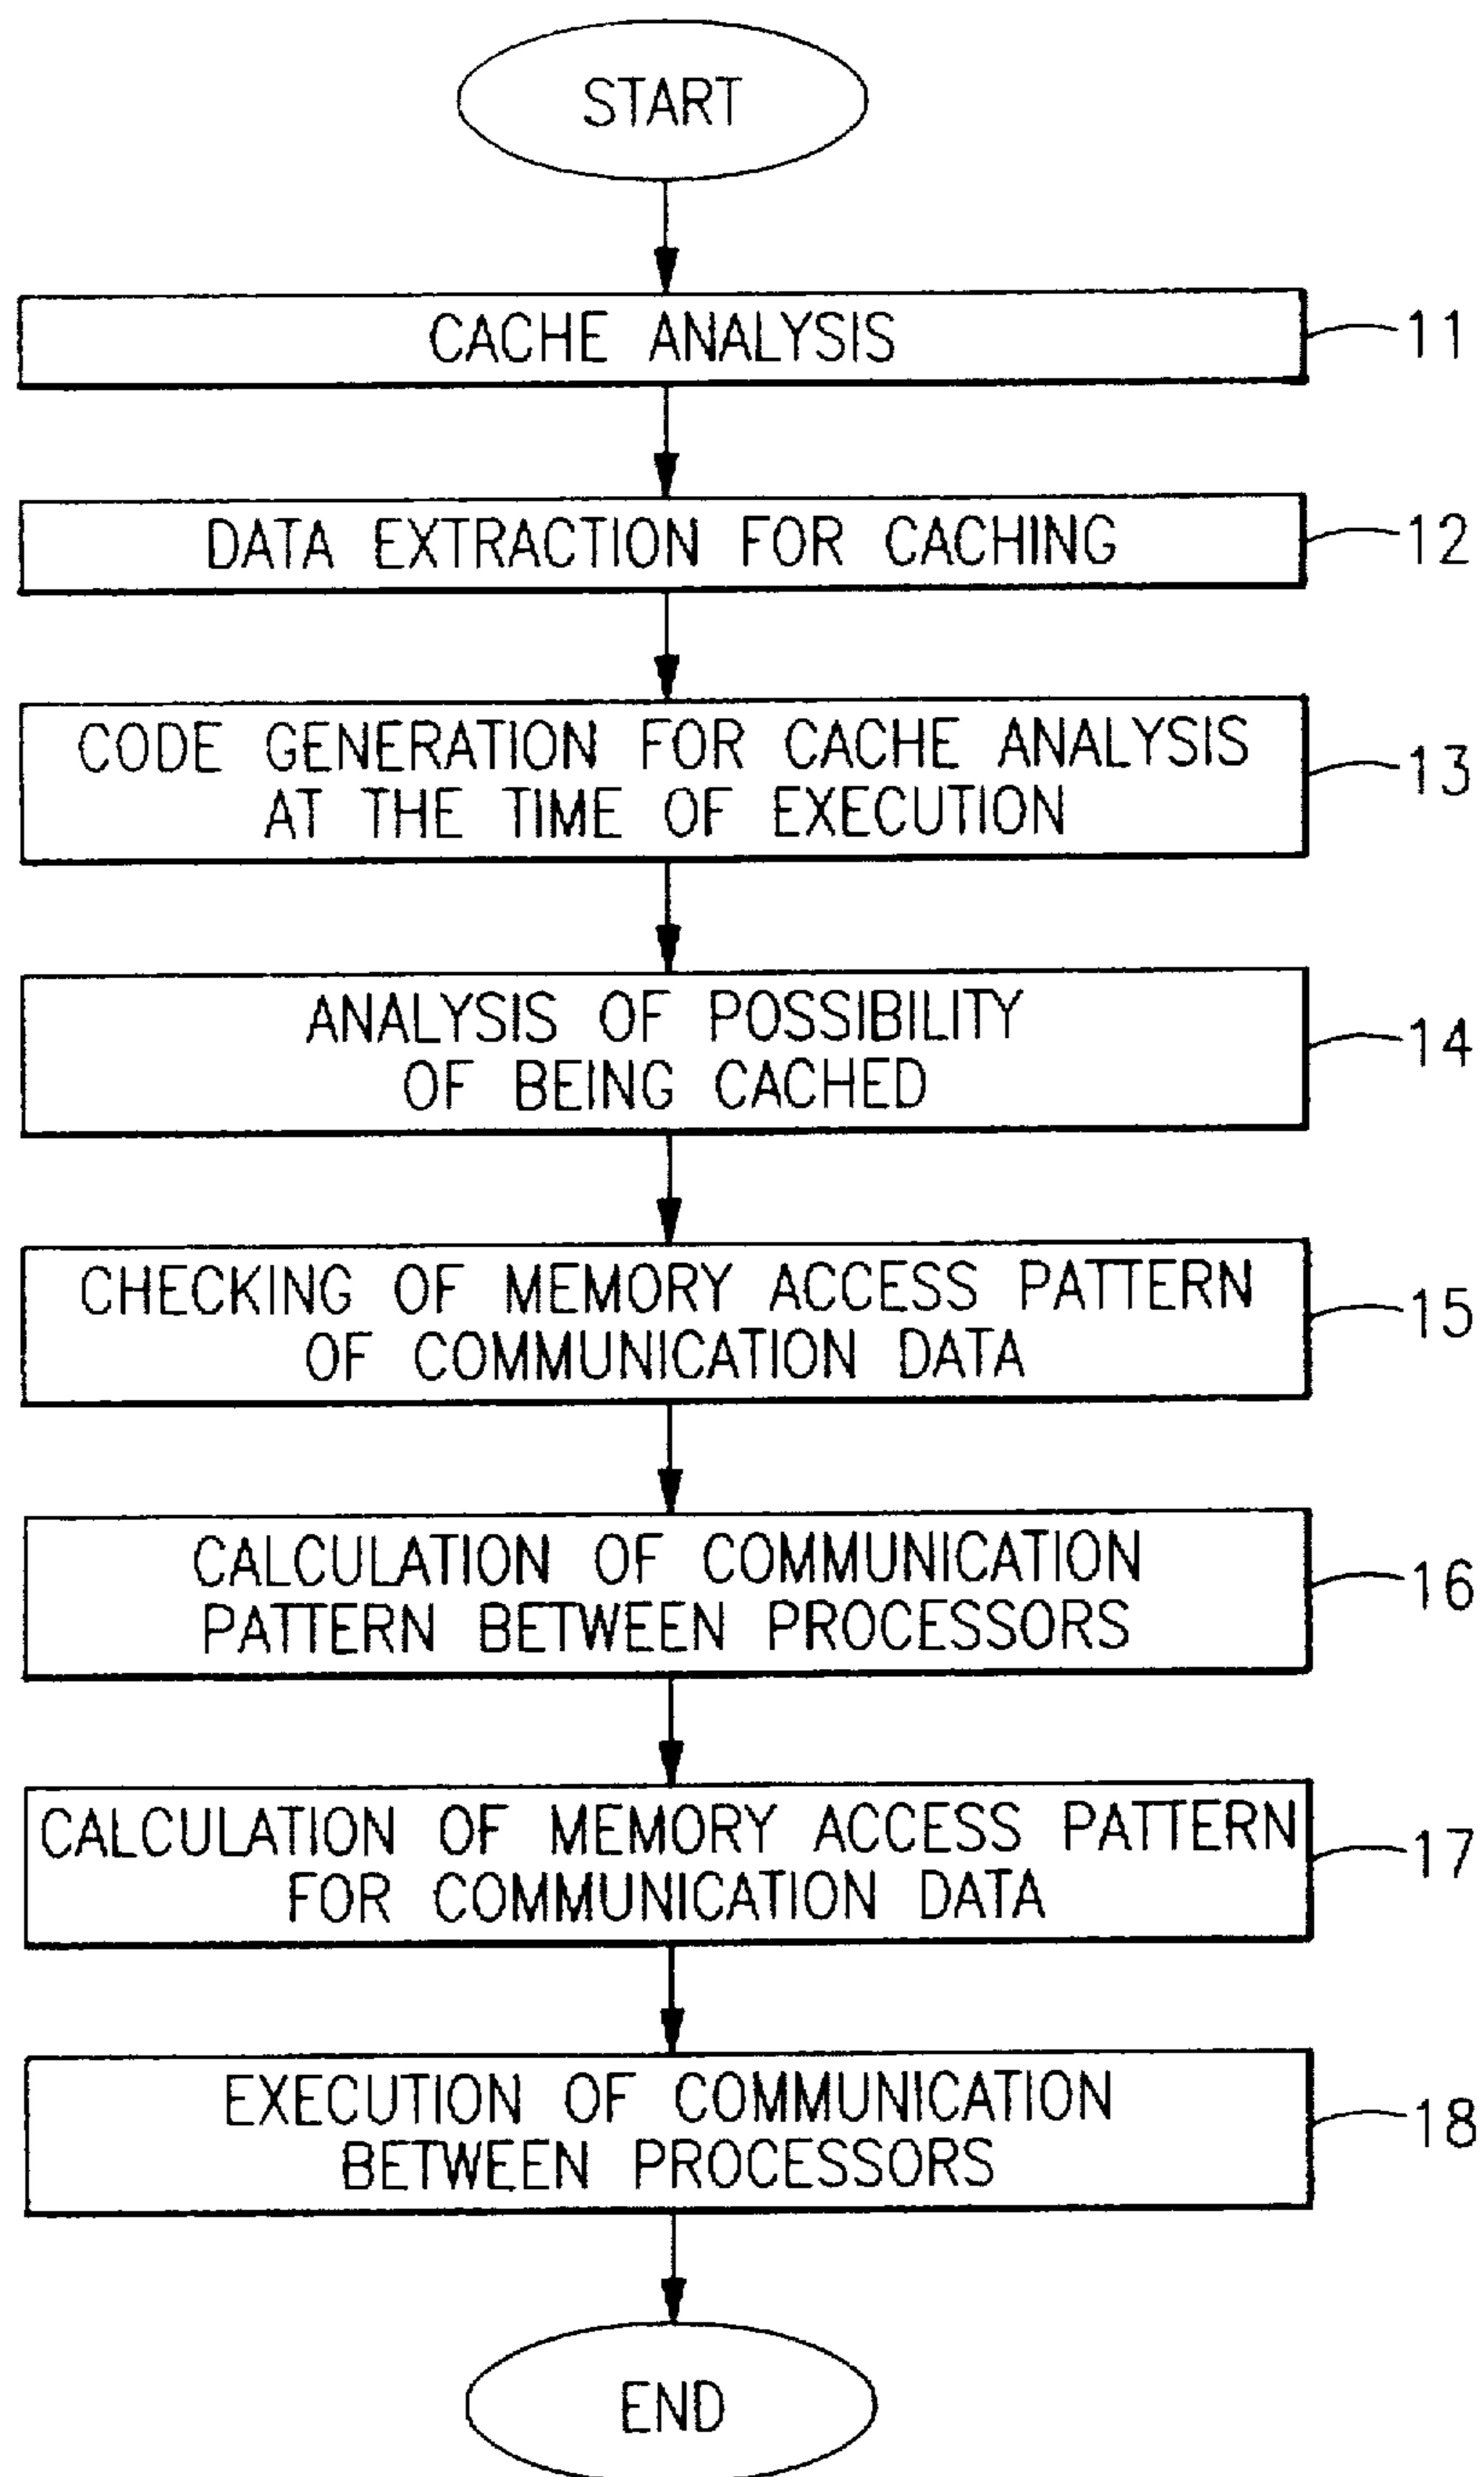 START
CACHE ANALYSIS
11
DATA EXTRACTION FOR CACHING
12
CODE GENERATION FOR CACHE ANALYSIS
AT THE TIME OF EXECUTION
13
ANALYSIS OF POSSIBILITY
OF BEING CACHED
14
CHECKING OF MEMORY ACCESS PATTERN
OF COMMUNICATION DATA
15
CALCULATION OF COMMUNICATION
PATTERN BETWEEN PROCESSORS
16
CALCULATION OF MEMORY ACCESS PATTERN
FOR COMMUNICATION DATA
17
EXECUTION OF COMMUNICATION
BETWEEN PROCESSORS
18
END